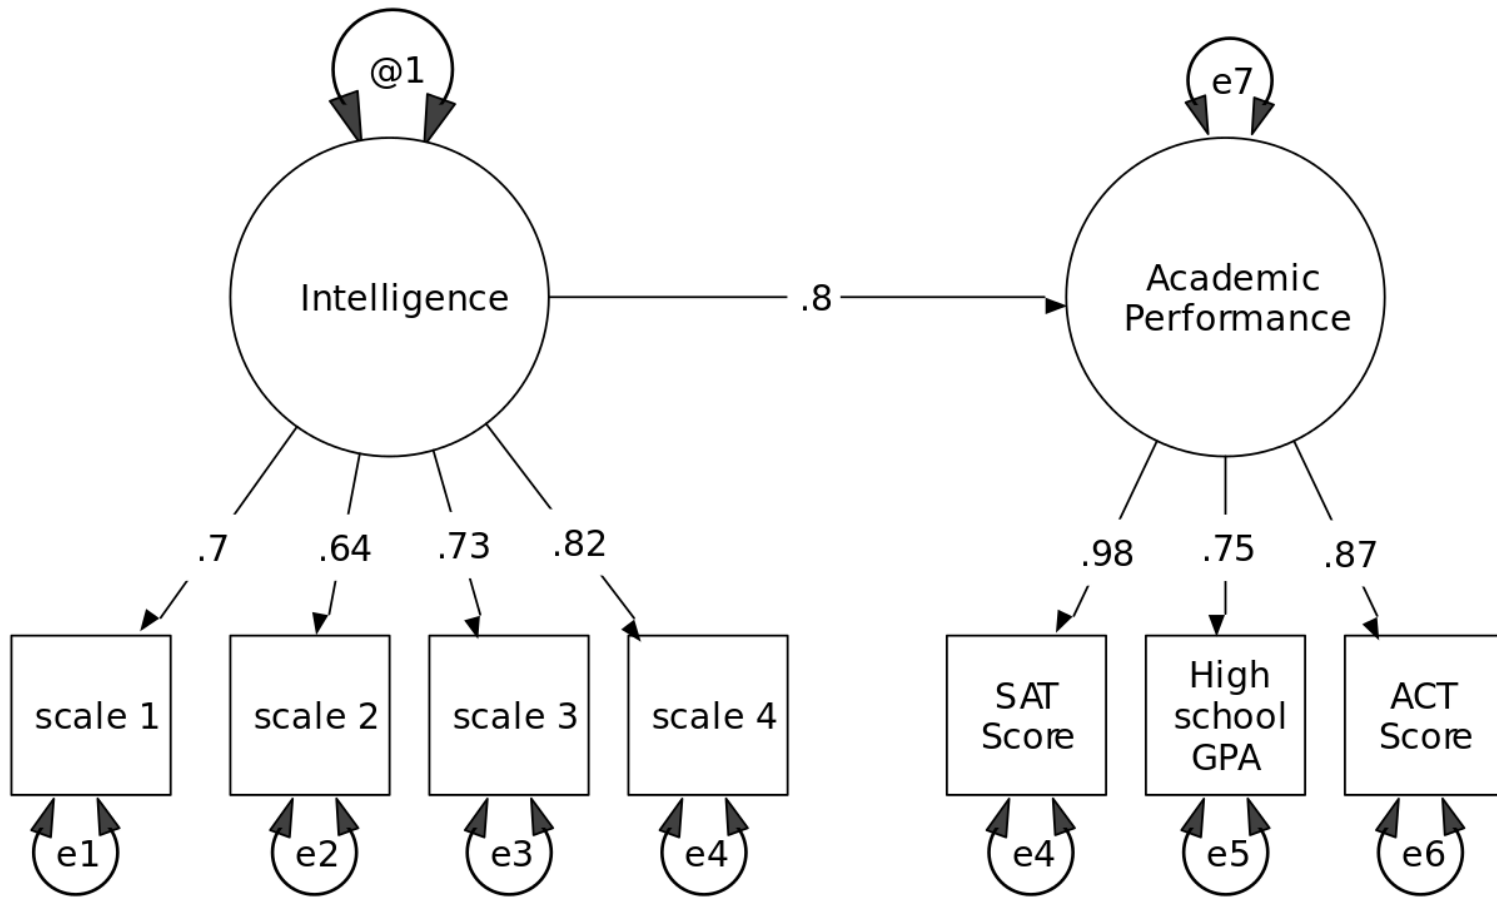 @1
e7
Intelligence
.8
Academic
Performance
.7
.64
.73
.82
.98
.75
.87
scale 1
scale 2
scale 3
scale 4
SAT
Score
High
school
GPA
ACT
Score
e1
e2
e3
e4
e4
e5
e6